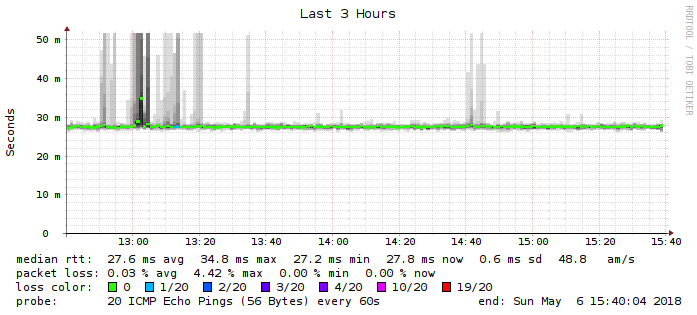 Last 3 Hours
RRDTOOL / TOBI OETIKER
Seconds
50 m
40 m
30 m
20 m
10 m
0
13:00 13:20 13:40 14:00 14:20 14:40 15:00 15:20 15:40
median rtt: 27.6 ms avg 34.8 ms max 27.2 ms min 27.8 ms now 0.6 ms sd 48.8 am/s
packet loss: 0.03 % avg 4.42 % max 0.00 % min 0.00 % now
loss color: 0 1/20 2/20 3/20 4/20 10/20 19/20
probe: 20 ICMP Echo Pings (56 Bytes) every 60s end: Sun May 6 15:40:04 2018